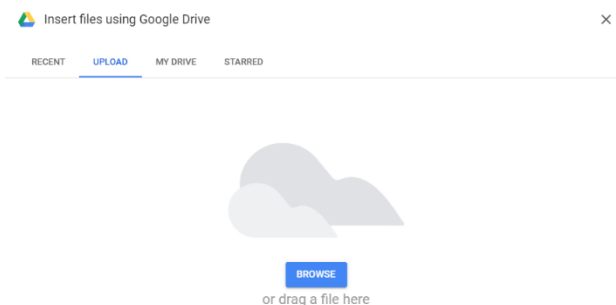 Insert files using Google Drive
RECENT UPLOAD MY DRIVE STARRED
BROWSE
or drag a file here